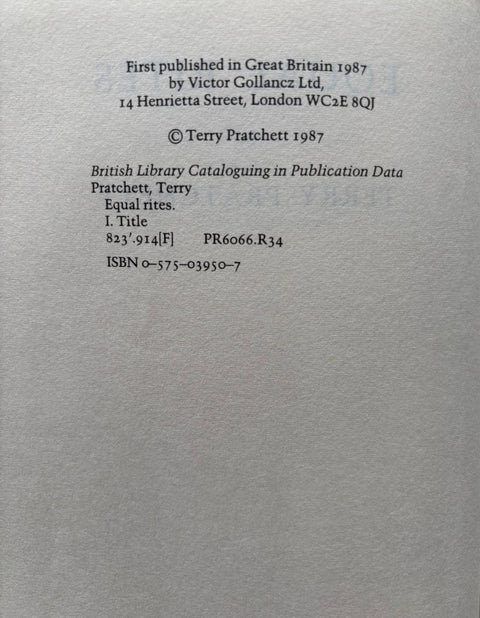 First published in Great Britain 1987
by Victor Gollancz Ltd,
14 Henrietta Street, London WC2E 8QJ
© Terry Pratchett 1987
British Library Cataloguing in Publication Data
Pratchett, Terry
Equal rites.
I. Title
823'.914[F] PR6066.R34
ISBN 0–575–03950–7